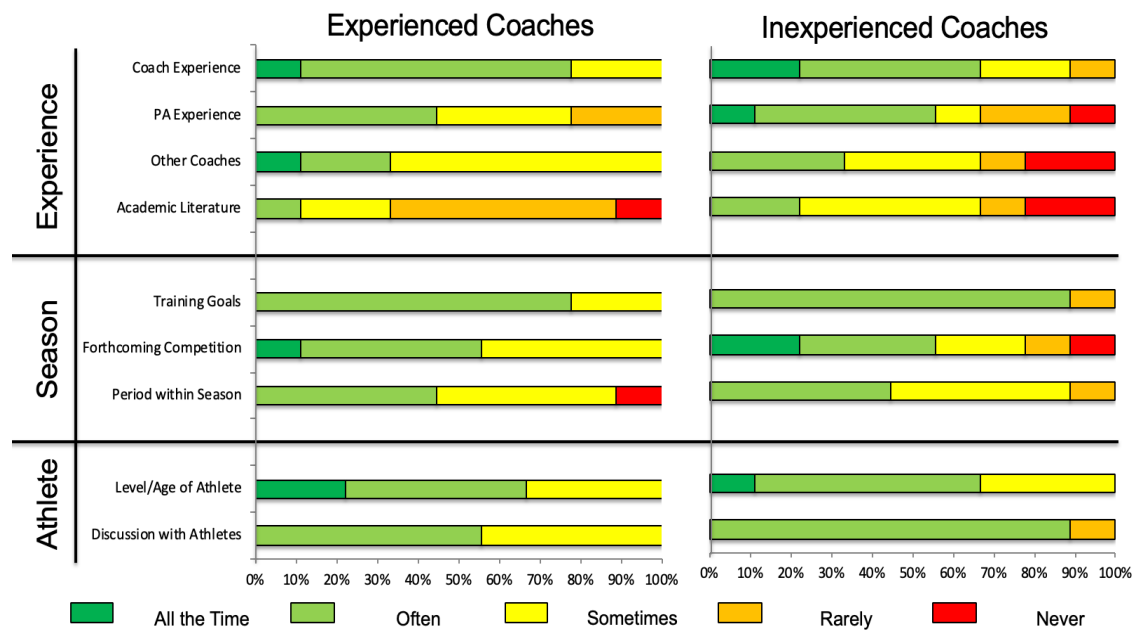 Experienced Coaches
Inexperienced Coaches
Experience
Coach Experience
PA Experience
Other Coaches
Academic Literature
Season
Training Goals
Forthcoming Competition
Period within Season
Athlete
Level/Age of Athlete
Discussion with Athletes
0% 10% 20% 30% 40% 50% 60% 70% 80% 90% 100%
0% 10% 20% 30% 40% 50% 60% 70% 80% 90% 100%
All the Time Often Sometimes Rarely Never